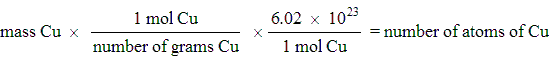 mass Cu × 1 mol Cu / number of grams Cu × 6.02 × 10²³ / 1 mol Cu = number of atoms of Cu